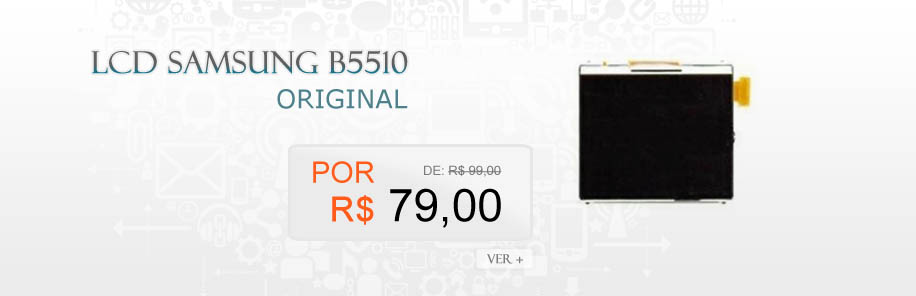 LCD SAMSUNG B5510
ORIGINAL
POR
DE: R$ 99,00
R$ 79,00
VER +